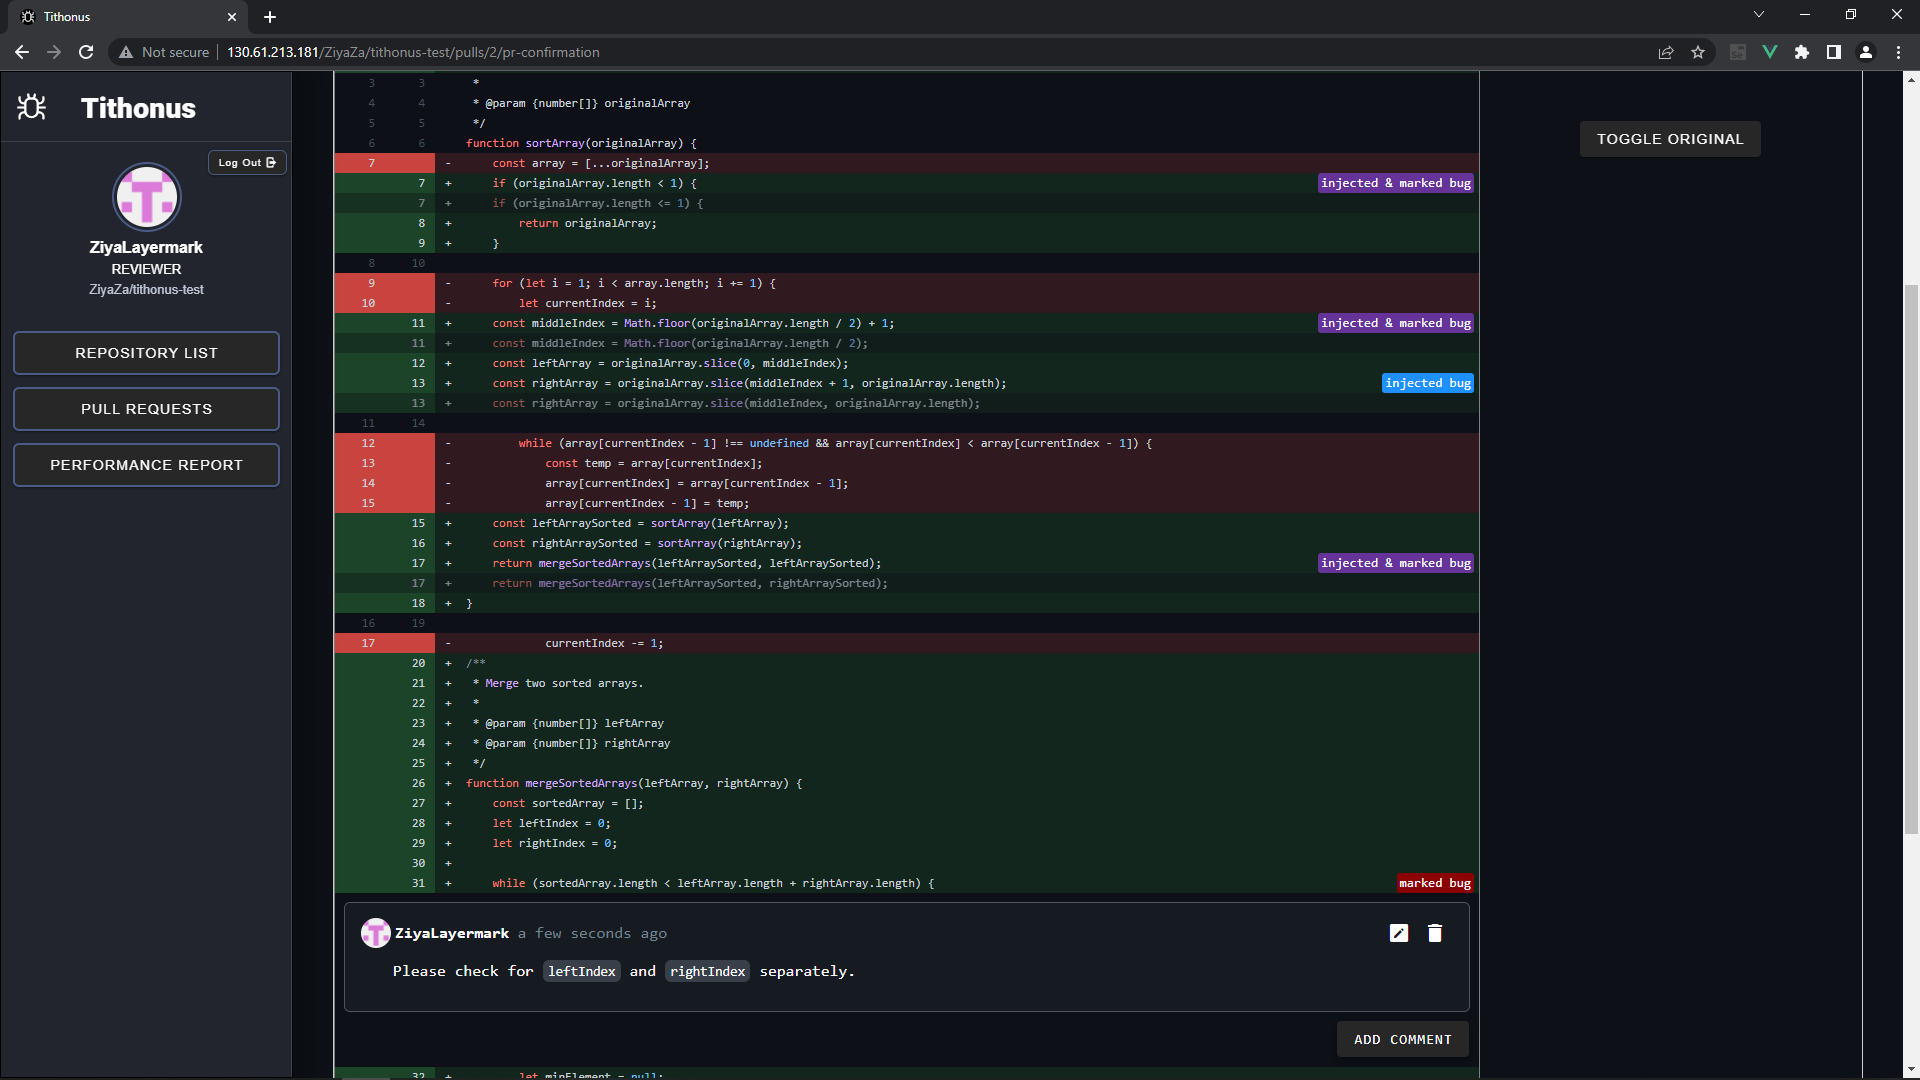 Tithonus
Not secure 130.61.213.181/ZiyaZa/tithonus-test/pulls/2/pr-confirmation
Tithonus
Log Out
ZiyaLayermark
REVIEWER
ZiyaZa/tithonus-test
REPOSITORY LIST
PULL REQUESTS
PERFORMANCE REPORT
3 3 *
4 4 * @param {number[]} originalArray
5 5 */
6 6 function sortArray(originalArray) {
7 - const array = [...originalArray];
7 + if (originalArray.length < 1) { injected & marked bug
7 + if (originalArray.length <= 1) {
8 + return originalArray;
9 + }
8 10
9 - for (let i = 1; i < array.length; i += 1) {
10 - let currentIndex = i;
11 + const middleIndex = Math.floor(originalArray.length / 2) + 1; injected & marked bug
11 + const middleIndex = Math.floor(originalArray.length / 2);
12 + const leftArray = originalArray.slice(0, middleIndex);
13 + const rightArray = originalArray.slice(middleIndex + 1, originalArray.length); injected bug
13 + const rightArray = originalArray.slice(middleIndex, originalArray.length);
11 14
12 - while (array[currentIndex - 1] !== undefined && array[currentIndex] < array[currentIndex - 1]) {
13 - const temp = array[currentIndex];
14 - array[currentIndex] = array[currentIndex - 1];
15 - array[currentIndex - 1] = temp;
15 + const leftArraySorted = sortArray(leftArray);
16 + const rightArraySorted = sortArray(rightArray);
17 + return mergeSortedArrays(leftArraySorted, leftArraySorted); injected & marked bug
17 + return mergeSortedArrays(leftArraySorted, rightArraySorted);
18 + }
16 19
17 - currentIndex -= 1;
20 + /**
21 + * Merge two sorted arrays.
22 + *
23 + * @param {number[]} leftArray
24 + * @param {number[]} rightArray
25 + */
26 + function mergeSortedArrays(leftArray, rightArray) {
27 + const sortedArray = [];
28 + let leftIndex = 0;
29 + let rightIndex = 0;
30 +
31 + while (sortedArray.length < leftArray.length + rightArray.length) { marked bug
ZiyaLayermark a few seconds ago
Please check for leftIndex and rightIndex separately.
ADD COMMENT
32 + let minElement = null;
TOGGLE ORIGINAL